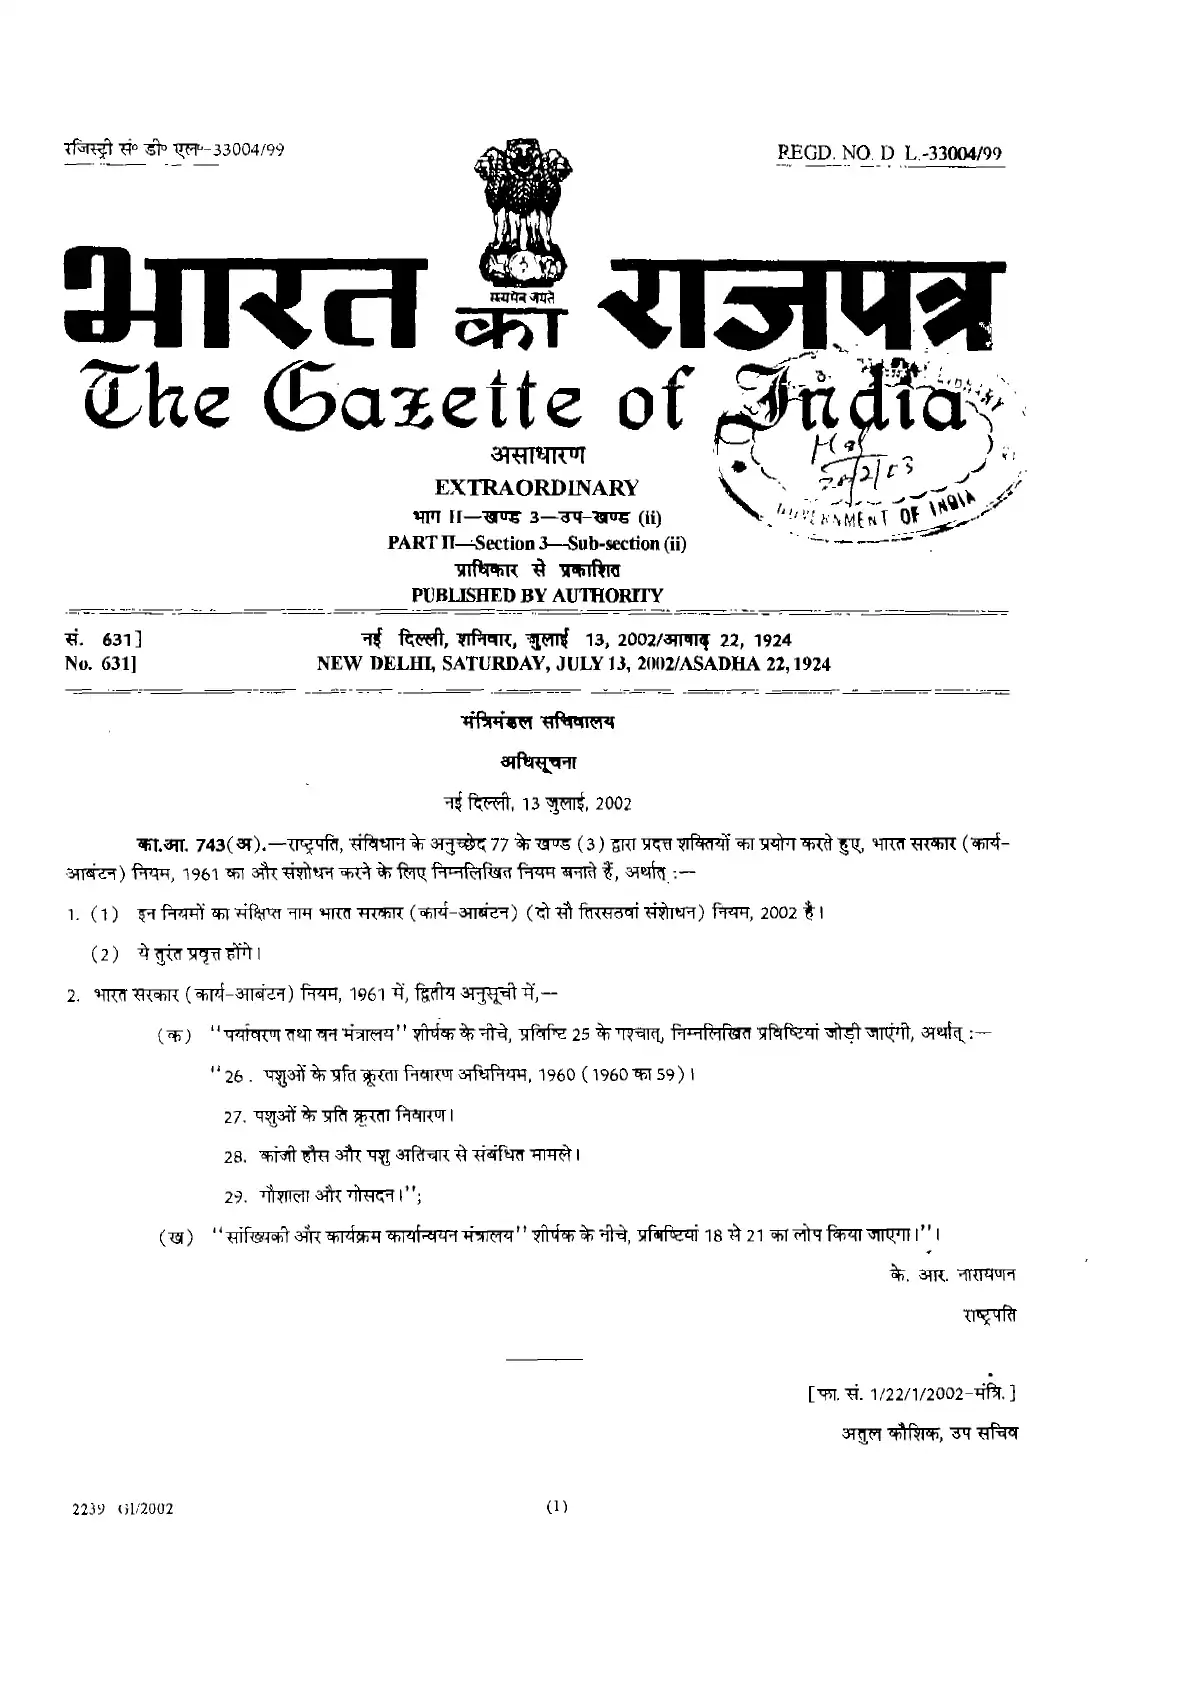 रजिस्ट्री सं० डी० एल०-33004/99
REGD. NO. D L.-33004/99
सत्यमेव जयते
भारत का राजपत्र
The Gazette of India
असाधारण
EXTRAORDINARY
भाग II—खण्ड 3—उप-खण्ड (ii)
PART II—Section 3—Sub-section (ii)
प्राधिकार से प्रकाशित
PUBLISHED BY AUTHORITY
LIBRARY
20/2/03
GOVERNMENT OF INDIA
सं. 631]
नई दिल्ली, शनिवार, जुलाई 13, 2002/आषाढ़ 22, 1924
No. 631]
NEW DELHI, SATURDAY, JULY 13, 2002/ASADHA 22, 1924
मंत्रिमंडल सचिवालय
अधिसूचना
नई दिल्ली, 13 जुलाई, 2002
का.आ. 743(अ).—राष्ट्रपति, संविधान के अनुच्छेद 77 के खण्ड (3) द्वारा प्रदत्त शक्तियों का प्रयोग करते हुए, भारत सरकार (कार्य-
आबंटन) नियम, 1961 का और संशोधन करने के लिए निम्नलिखित नियम बनाते हैं, अर्थात् :—
1. (1) इन नियमों का संक्षिप्त नाम भारत सरकार (कार्य-आबंटन) (दो सौ तिरसठवां संशोधन) नियम, 2002 है।
(2) ये तुरंत प्रवृत्त होंगे।
2. भारत सरकार (कार्य-आबंटन) नियम, 1961 में, द्वितीय अनुसूची में,—
(क) "पर्यावरण तथा वन मंत्रालय" शीर्षक के नीचे, प्रविष्टि 25 के पश्चात्, निम्नलिखित प्रविष्टियां जोड़ी जाएंगी, अर्थात् :—
"26 . पशुओं के प्रति क्रूरता निवारण अधिनियम, 1960 (1960 का 59)।
27. पशुओं के प्रति क्रूरता निवारण।
28. कांजी हौस और पशु अतिचार से संबंधित मामले।
29. गौशाला और गोसदन।";
(ख) "सांख्यिकी और कार्यक्रम कार्यान्वयन मंत्रालय" शीर्षक के नीचे, प्रविष्टियां 18 से 21 का लोप किया जाएगा।"।
के. आर. नारायणन
राष्ट्रपति
[फा. सं. 1/22/1/2002-मंत्रि.]
अतुल कौशिक, उप सचिव
2239 GI/2002
(1)